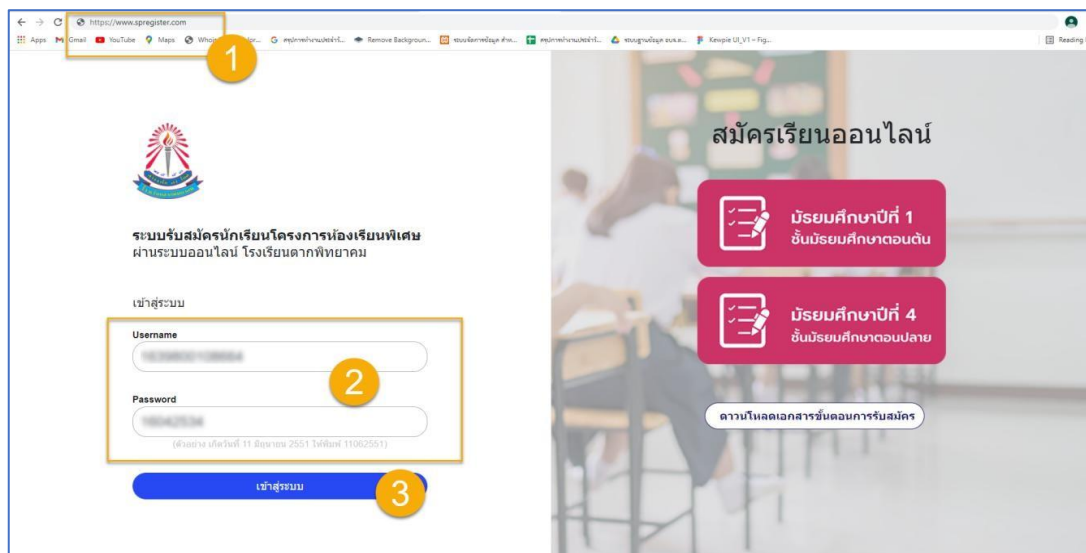 https://www.spregister.com
Apps Gmail YouTube Maps Remove Backgroun... Kewpie UI_V1 – Fig... Reading
1
ระบบรับสมัครนักเรียนโครงการห้องเรียนพิเศษ
ผ่านระบบออนไลน์ โรงเรียนตากพิทยาคม
เข้าสู่ระบบ
Username
2
Password
(ตัวอย่าง เกิดวันที่ 11 มิถุนายน 2551 ให้พิมพ์ 11062551)
เข้าสู่ระบบ
3
สมัครเรียนออนไลน์
มัธยมศึกษาปีที่ 1
ชั้นมัธยมศึกษาตอนต้น
มัธยมศึกษาปีที่ 4
ชั้นมัธยมศึกษาตอนปลาย
ดาวน์โหลดเอกสารขั้นตอนการรับสมัคร